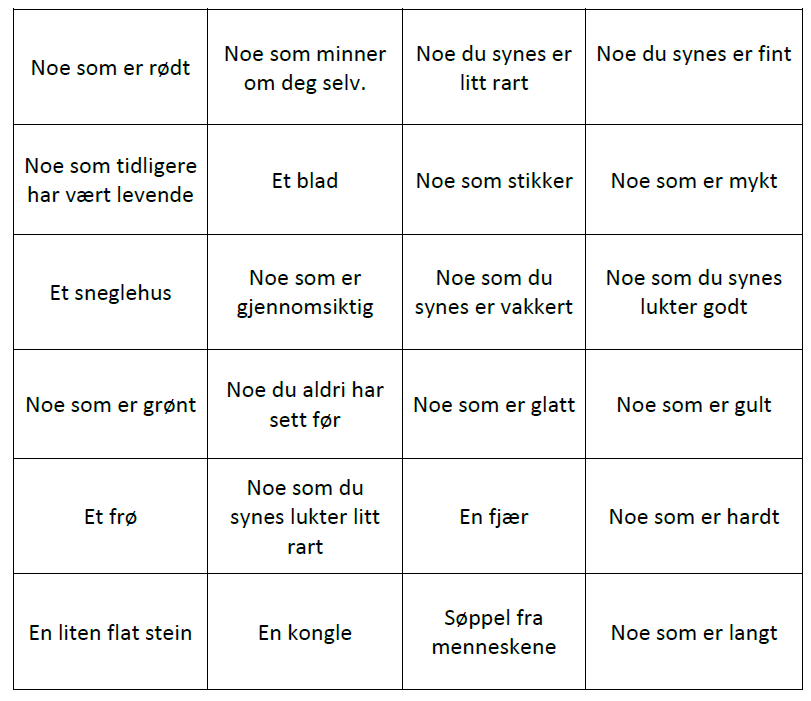 Noe som er rødt
Noe som minner
om deg selv.
Noe du synes er
litt rart
Noe du synes er fint
Noe som tidligere
har vært levende
Et blad
Noe som stikker
Noe som er mykt
Et sneglehus
Noe som er
gjennomsiktig
Noe som du
synes er vakkert
Noe som du synes
lukter godt
Noe som er grønt
Noe du aldri har
sett før
Noe som er glatt
Noe som er gult
Et frø
Noe som du
synes lukter litt
rart
En fjær
Noe som er hardt
En liten flat stein
En kongle
Søppel fra
menneskene
Noe som er langt